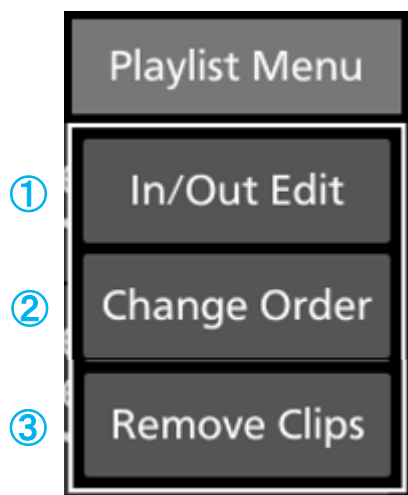 Playlist Menu
① In/Out Edit
② Change Order
③ Remove Clips